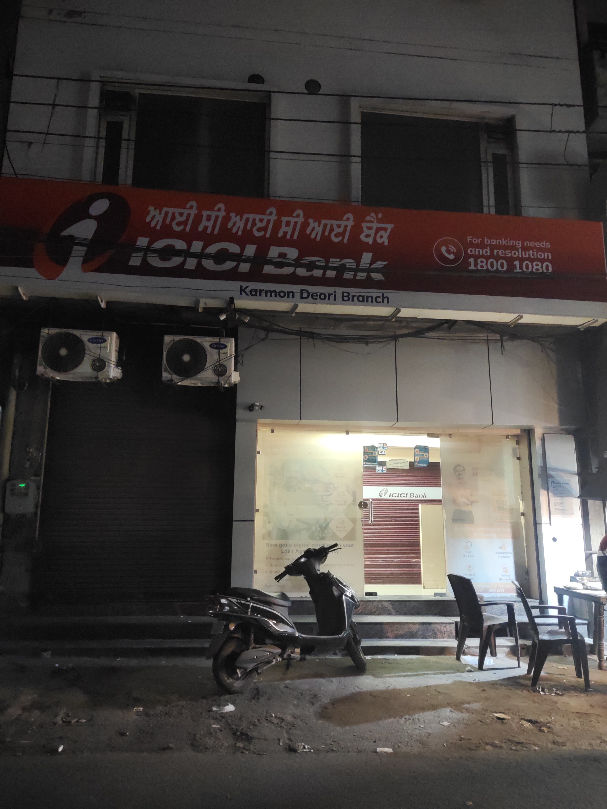 ਆਈ ਸੀ ਆਈ ਸੀ ਆਈ ਬੈਂਕ
ICICI Bank
For banking needs
and resolution
1800 1080
Karmon Deori Branch
ICICI Bank